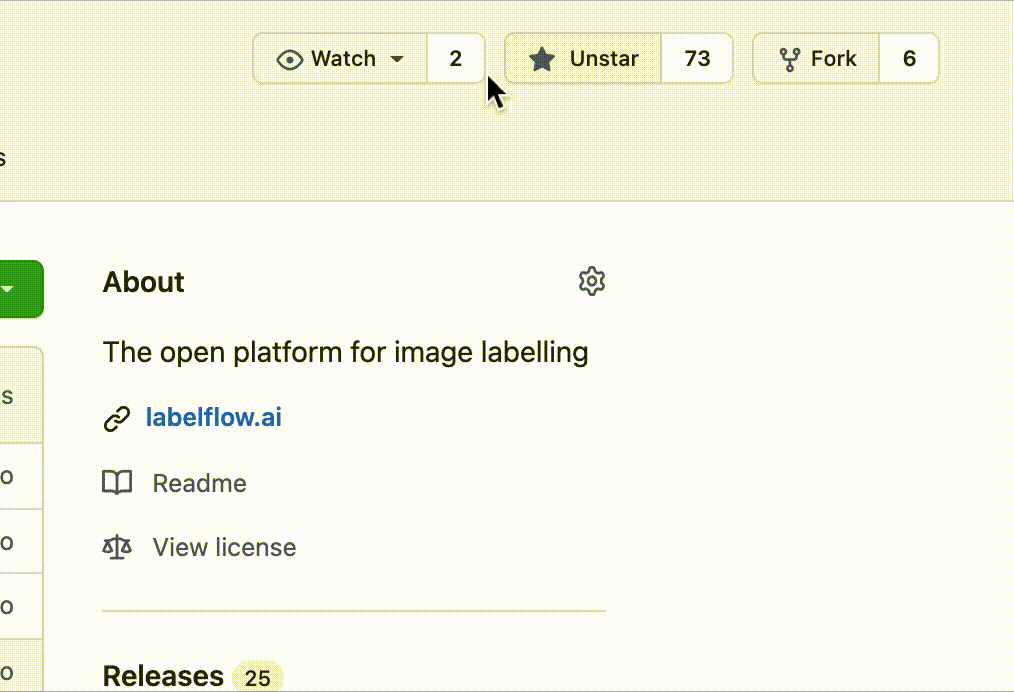 Watch 2 Unstar 73 Fork 6
s
About
The open platform for image labelling
s
labelflow.ai
o
Readme
o
View license
o
o
Releases 25